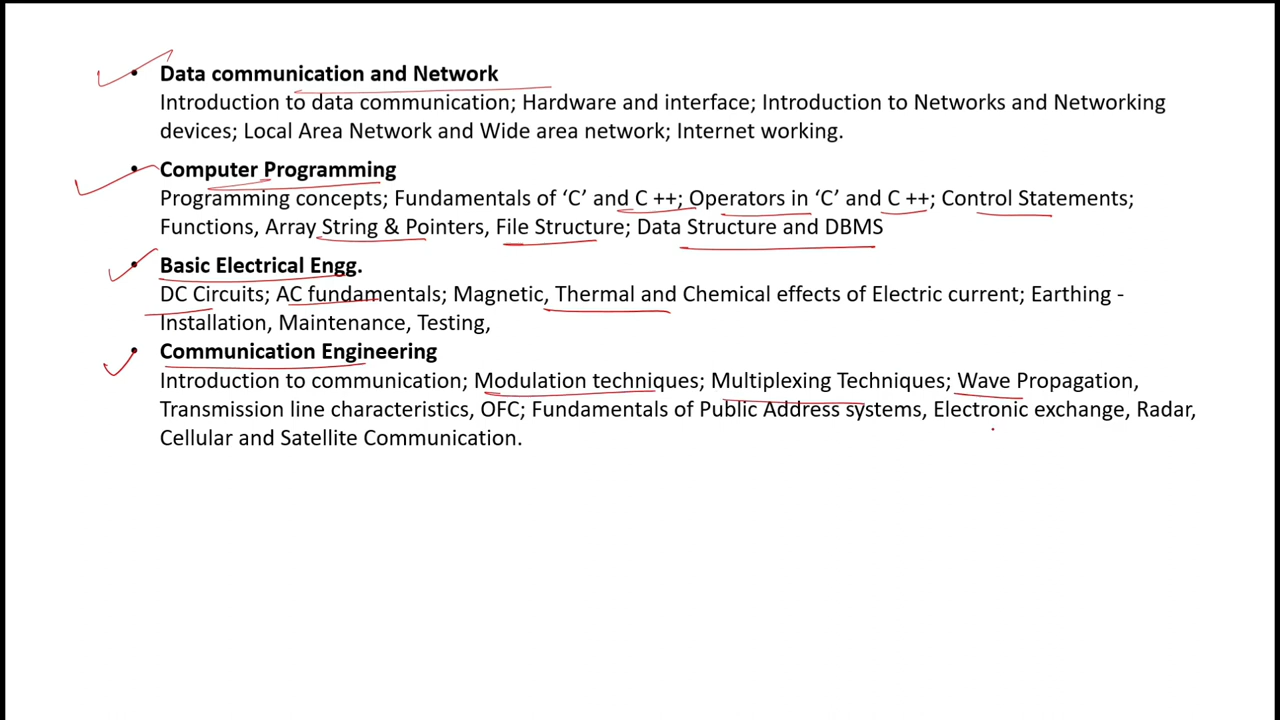 • Data communication and Network
Introduction to data communication; Hardware and interface; Introduction to Networks and Networking
devices; Local Area Network and Wide area network; Internet working.
• Computer Programming
Programming concepts; Fundamentals of ‘C’ and C ++; Operators in ‘C’ and C ++; Control Statements;
Functions, Array String & Pointers, File Structure; Data Structure and DBMS
• Basic Electrical Engg.
DC Circuits; AC fundamentals; Magnetic, Thermal and Chemical effects of Electric current; Earthing -
Installation, Maintenance, Testing,
• Communication Engineering
Introduction to communication; Modulation techniques; Multiplexing Techniques; Wave Propagation,
Transmission line characteristics, OFC; Fundamentals of Public Address systems, Electronic exchange, Radar,
Cellular and Satellite Communication.